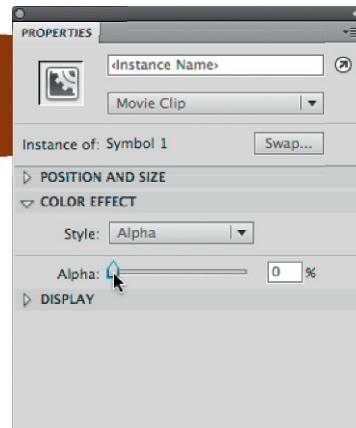 PROPERTIES
<Instance Name>
Movie Clip
Instance of: Symbol 1 Swap...
POSITION AND SIZE
COLOR EFFECT
Style: Alpha
Alpha: 0 %
DISPLAY